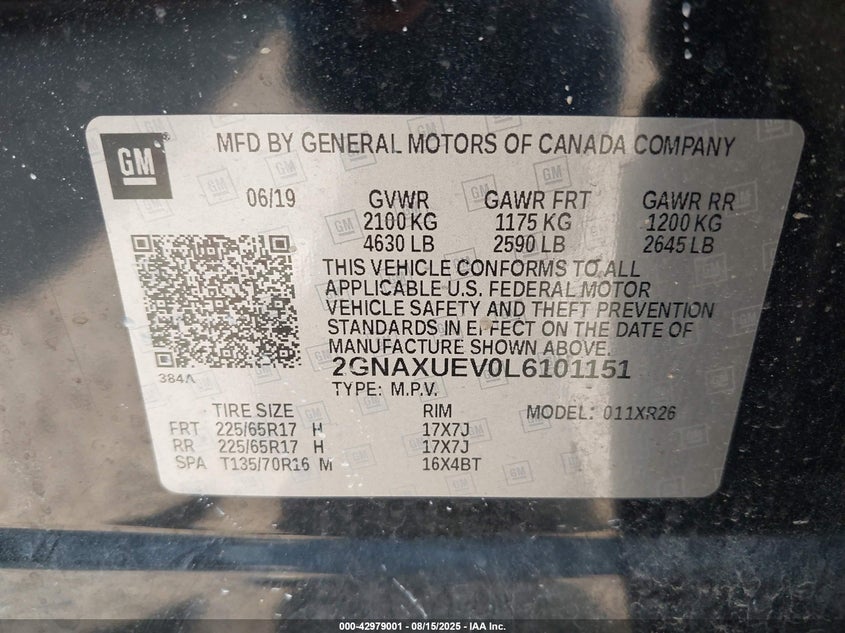 GM
MFD BY GENERAL MOTORS OF CANADA COMPANY
06/19 GVWR GAWR FRT GAWR RR
2100 KG 1175 KG 1200 KG
4630 LB 2590 LB 2645 LB
THIS VEHICLE CONFORMS TO ALL
APPLICABLE U.S. FEDERAL MOTOR
VEHICLE SAFETY AND THEFT PREVENTION
STANDARDS IN EFFECT ON THE DATE OF
MANUFACTURE SHOWN ABOVE.
384A 2GNAXUEV0L6101151
TYPE: M.P.V.
TIRE SIZE RIM MODEL: 011XR26
FRT 225/65R17 H 17X7J
RR 225/65R17 H 17X7J
SPA T135/70R16 M 16X4BT
000-42979001 - 08/15/2025 - IAA Inc.